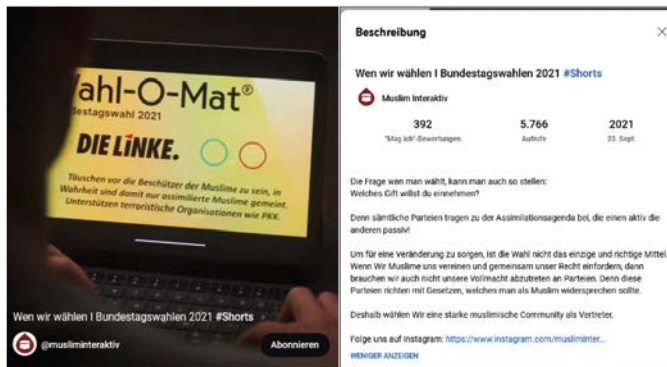 Wahl-O-Mat®
Bundestagswahl 2021
DIE LINKE.
Täuschen vor die Beschützer der Muslime zu sein, in
Wahrheit sind damit nur assimilierte Muslime gemeint.
Unterstützen terroristische Organisationen wie PKK.
Wen wir wählen I Bundestagswahlen 2021 #Shorts
@musliminteraktiv
Abonnieren
Beschreibung
Wen wir wählen I Bundestagswahlen 2021 #Shorts
Muslim Interaktiv
392 5.766 2021
"Mag ich"-Bewertungen Aufrufe 23. Sept.
Die Frage wen man wählt, kann man auch so stellen:
Welches Gift willst du einnehmen?
Denn sämtliche Parteien tragen zu der Assimilationsagenda bei, die einen aktiv die
anderen passiv!
Um für eine Veränderung zu sorgen, ist die Wahl nicht das einzige und richtige Mittel.
Wenn Wir Muslime uns vereinen und gemeinsam unser Recht einfordern, dann
brauchen wir auch nicht unsere Vollmacht abzutreten an Parteien. Denn diese
Parteien richten mit Gesetzen, welchen man als Muslim widersprechen sollte.
Deshalb wählen Wir eine starke muslimische Community als Vertreter.
Folge uns auf Instagram: https://www.instagram.com/musliminter...
WENIGER ANZEIGEN